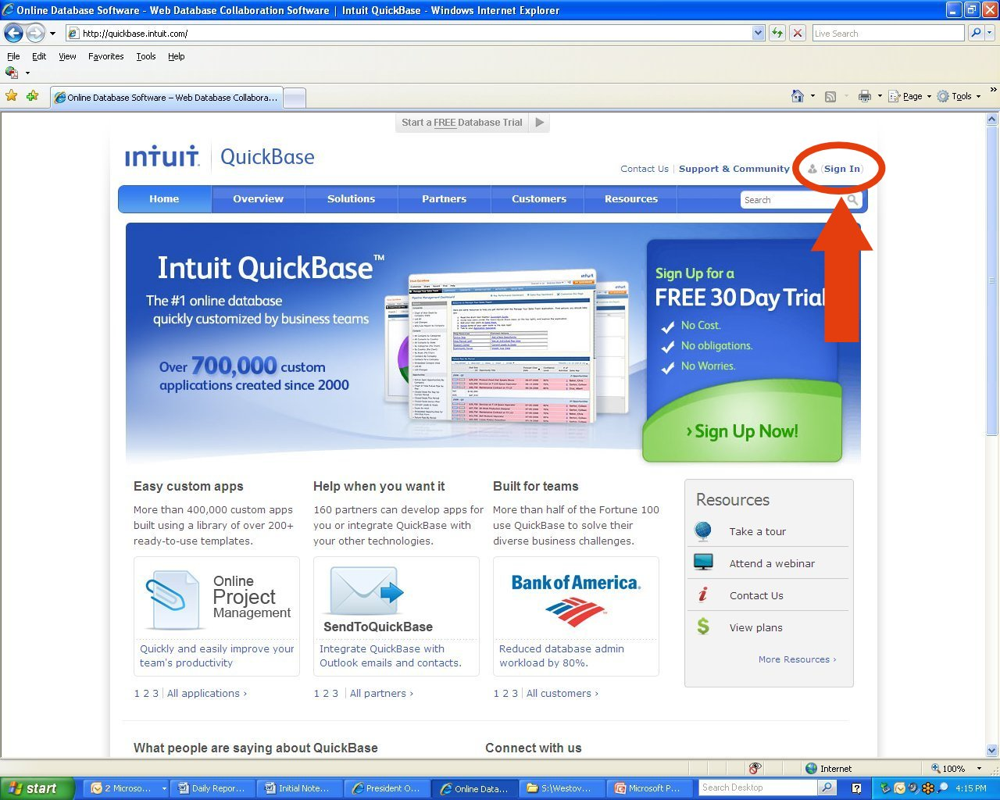 Online Database Software - Web Database Collaboration Software | Intuit QuickBase - Windows Internet Explorer
http://quickbase.intuit.com/
Live Search
File Edit View Favorites Tools Help
Online Database Software – Web Database Collabora...
Page Tools
Start a FREE Database Trial
INTUIT. QuickBase
Contact Us | Support & Community (Sign In)
Home Overview Solutions Partners Customers Resources Search
Intuit QuickBase™
The #1 online database
quickly customized by business teams
Over 700,000 custom
applications created since 2000
Sign Up for a
FREE 30 Day Trial
No Cost.
No obligations.
No Worries.
› Sign Up Now!
Easy custom apps
More than 400,000 custom apps
built using a library of over 200+
ready-to-use templates.
Online
Project
Management
Quickly and easily improve your
team's productivity
1 2 3 | All applications ›
Help when you want it
160 partners can develop apps for
you or integrate QuickBase with
your other technologies.
SendToQuickBase
Integrate QuickBase with
Outlook emails and contacts.
1 2 3 | All partners ›
Built for teams
More than half of the Fortune 100
use QuickBase to solve their
diverse business challenges.
Bank of America.
Reduced database admin
workload by 80%.
1 2 3 | All customers ›
Resources
Take a tour
Attend a webinar
Contact Us
View plans
More Resources ›
What people are saying about QuickBase
Connect with us
Internet 100%
start 2 Microso... Daily Repor... Initial Note... President O... Online Data... S:\Westov... Microsoft P... Search Desktop 4:15 PM